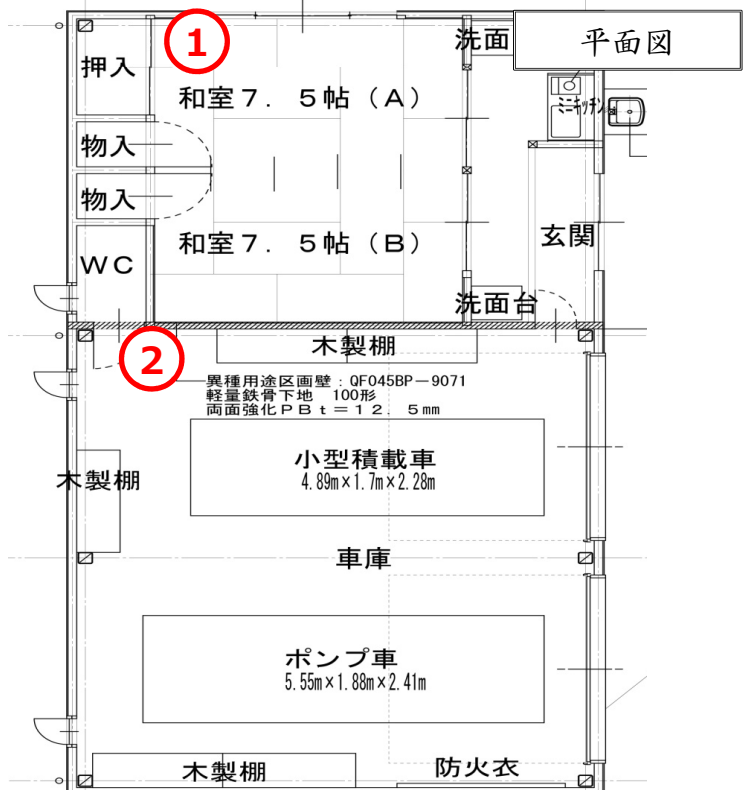 平面図
①
洗面
押入
和室７．５帖（Ａ）
ミニキッチン
物入
物入
和室７．５帖（Ｂ）
玄関
ＷＣ
洗面台
②
木製棚
異種用途区画壁：QF045BP－9071
軽量鉄骨下地　100形
両面強化ＰＢｔ＝１２．５mm
小型積載車
4.89m×1.7m×2.28m
木製棚
車庫
ポンプ車
5.55m×1.88m×2.41m
木製棚
防火衣